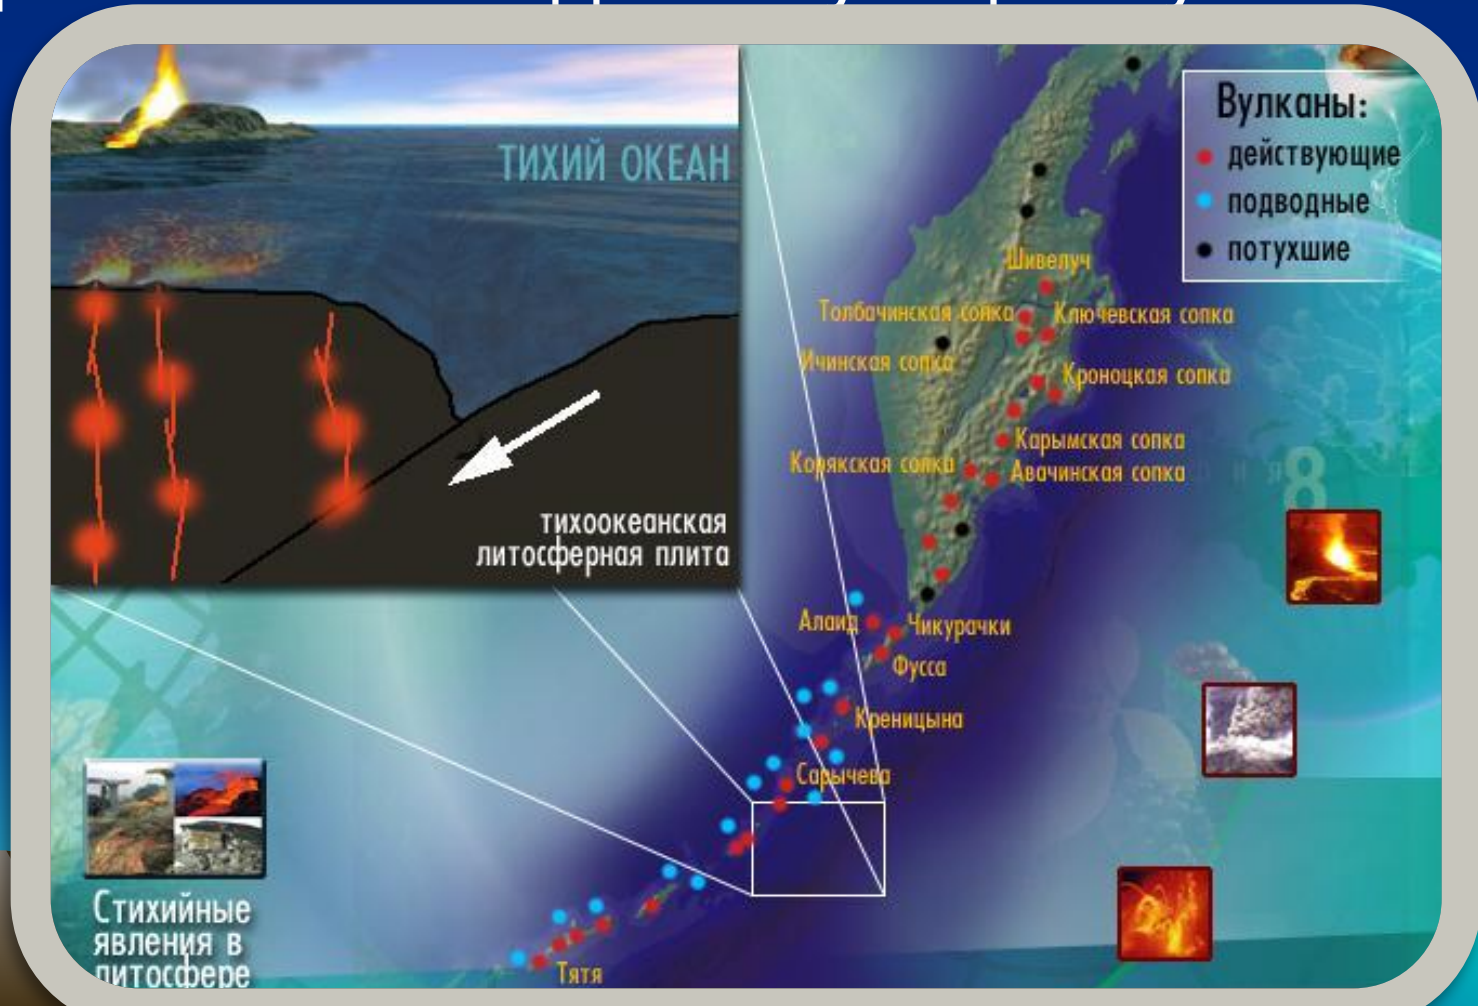 ТИХИЙ ОКЕАН
тихоокеанская
литосферная плита
Вулканы:
действующие
подводные
потухшие
Шивелуч
Толбачинская сопка
Ключевская сопка
Ичинская сопка
Кроноцкая сопка
Карымская сопка
Корякская сопка
Авачинская сопка
8
Алаид
Чикурачки
Фусса
Креницына
Сарычева
Тятя
Стихийные
явления в
литосфере